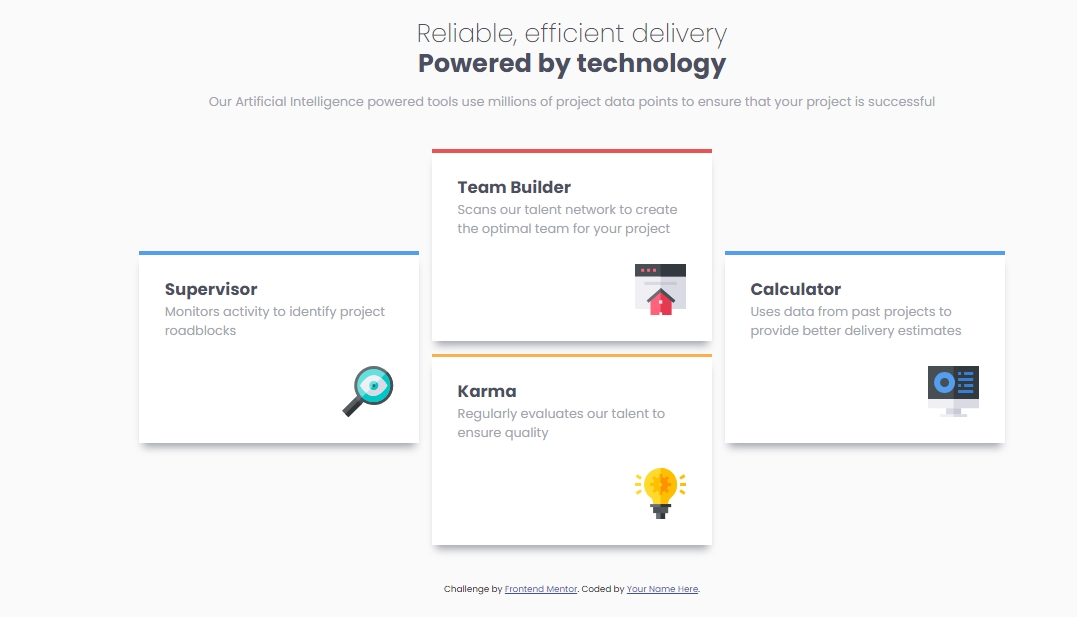 Reliable, efficient delivery
Powered by technology
Our Artificial Intelligence powered tools use millions of project data points to ensure that your project is successful
Supervisor
Monitors activity to identify project
roadblocks
Team Builder
Scans our talent network to create
the optimal team for your project
Karma
Regularly evaluates our talent to
ensure quality
Calculator
Uses data from past projects to
provide better delivery estimates
Challenge by Frontend Mentor. Coded by Your Name Here.